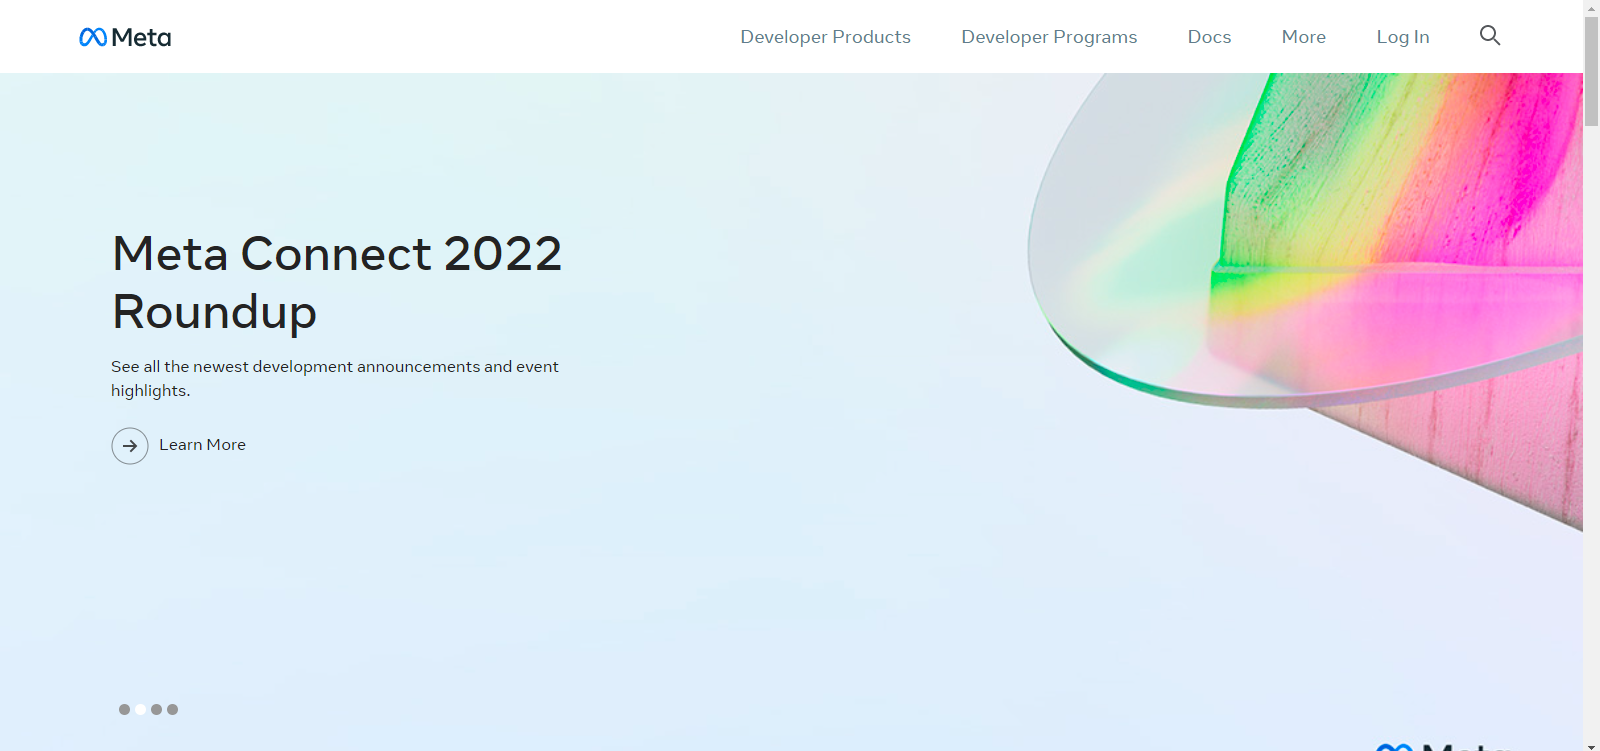 Meta
Developer Products
Developer Programs
Docs
More
Log In
Meta Connect 2022
Roundup
See all the newest development announcements and event
highlights.
Learn More